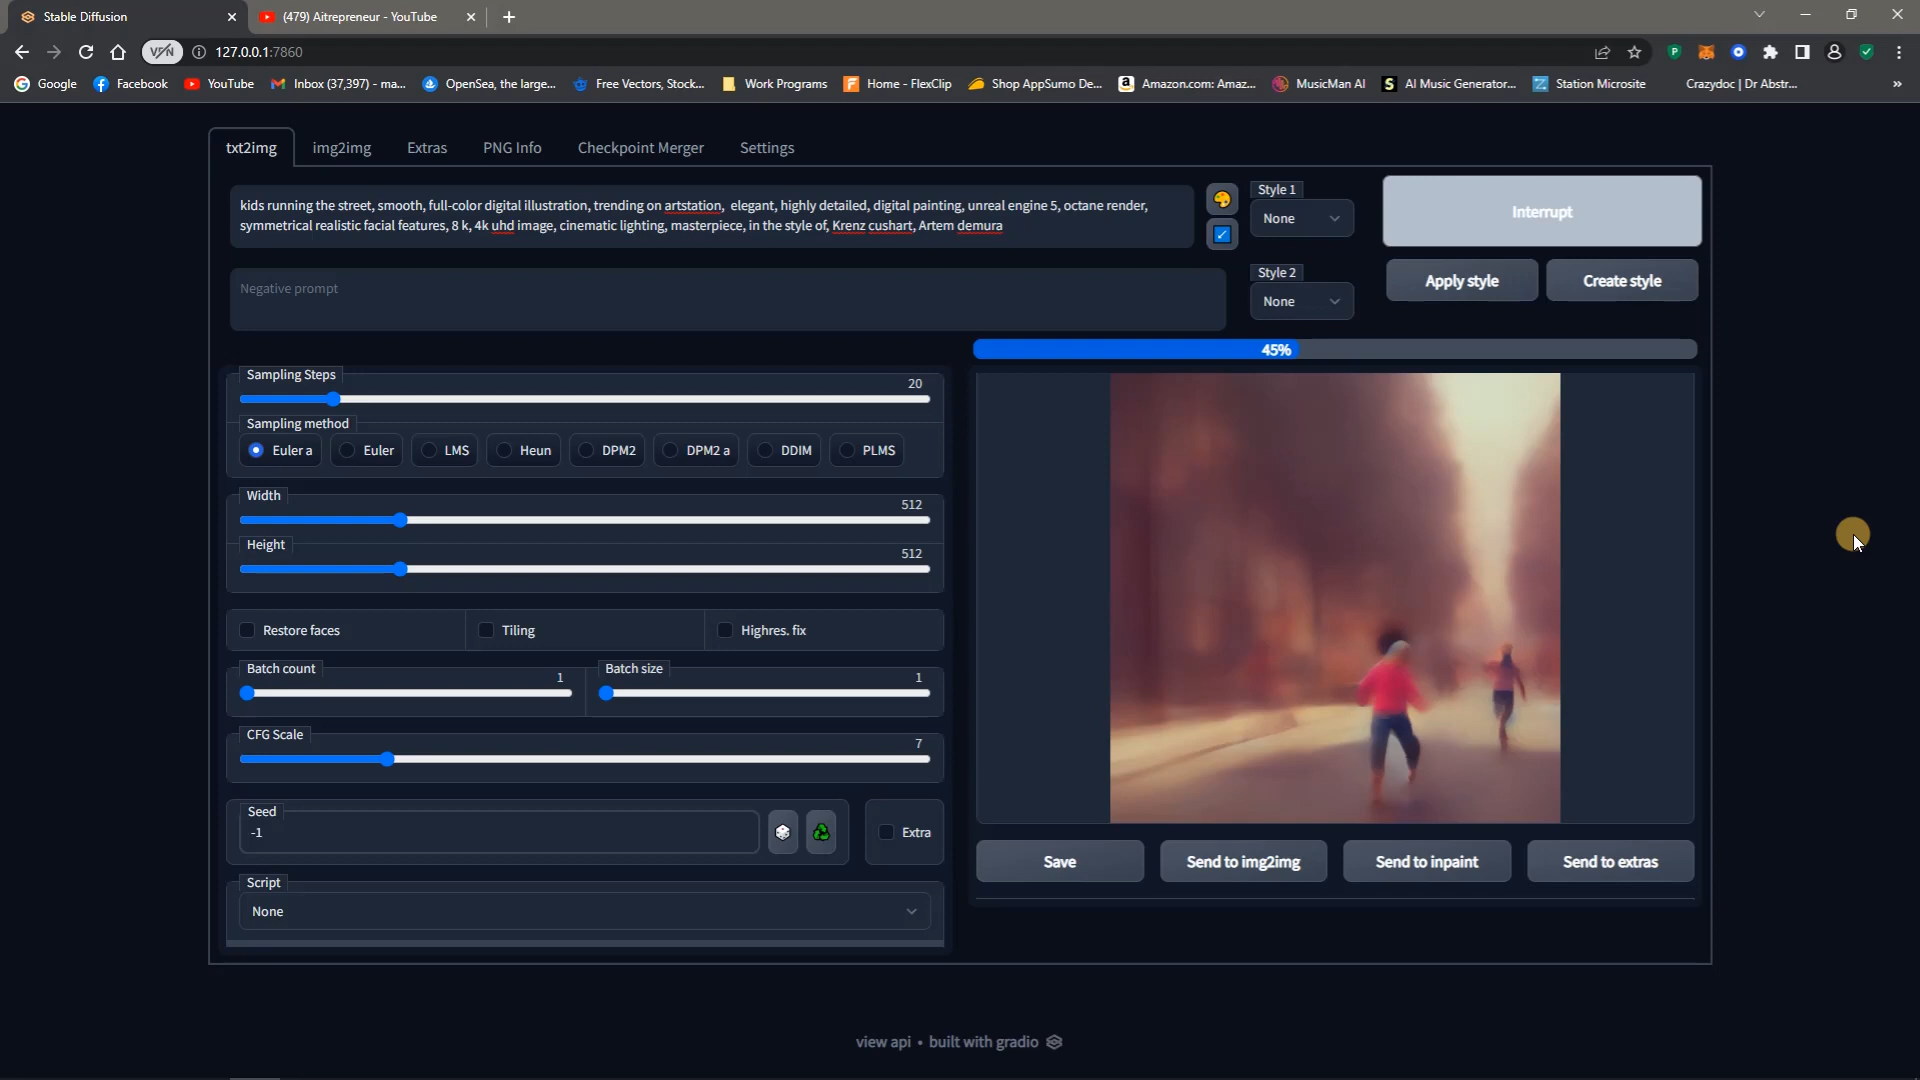 Stable Diffusion
(479) Aitrepreneur - YouTube
VPN
127.0.0.1:7860
Google
Facebook
YouTube
Inbox (37,397) - ma...
OpenSea, the large...
Free Vectors, Stock...
Work Programs
Home - FlexClip
Shop AppSumo De...
Amazon.com: Amaz...
MusicMan AI
AI Music Generator...
Station Microsite
Crazydoc | Dr Abstr...
txt2img
img2img
Extras
PNG Info
Checkpoint Merger
Settings
kids running the street, smooth, full-color digital illustration, trending on artstation,  elegant, highly detailed, digital painting, unreal engine 5, octane render,
symmetrical realistic facial features, 8 k, 4k uhd image, cinematic lighting, masterpiece, in the style of, Krenz cushart, Artem demura
Style 1
None
Interrupt
Negative prompt
Style 2
None
Apply style
Create style
45%
Sampling Steps
20
Sampling method
Euler a
Euler
LMS
Heun
DPM2
DPM2 a
DDIM
PLMS
Width
512
Height
512
Restore faces
Tiling
Highres. fix
Batch count
1
Batch size
1
CFG Scale
7
Seed
-1
Extra
Script
None
Save
Send to img2img
Send to inpaint
Send to extras
view api • built with gradio